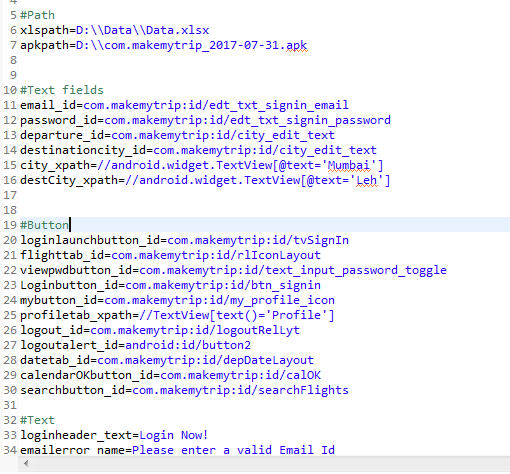 4
5 #Path
6 xlspath=D:\\Data\\Data.xlsx
7 apkpath=D:\\com.makemytrip_2017-07-31.apk
8
9
10 #Text fields
11 email_id=com.makemytrip:id/edt_txt_signin_email
12 password_id=com.makemytrip:id/edt_txt_signin_password
13 departure_id=com.makemytrip:id/city_edit_text
14 destinationcity_id=com.makemytrip:id/city_edit_text
15 city_xpath=//android.widget.TextView[@text='Mumbai']
16 destCity_xpath=//android.widget.TextView[@text='Leh']
17
18
19 #Button
20 loginlaunchbutton_id=com.makemytrip:id/tvSignIn
21 flighttab_id=com.makemytrip:id/rlIconLayout
22 viewpwdbutton_id=com.makemytrip:id/text_input_password_toggle
23 Loginbutton_id=com.makemytrip:id/btn_signin
24 mybutton_id=com.makemytrip:id/my_profile_icon
25 profiletab_xpath=//TextView[text()='Profile']
26 logout_id=com.makemytrip:id/logoutRelLyt
27 logoutalert_id=android:id/button2
28 datetab_id=com.makemytrip:id/depDateLayout
29 calendarOKbutton_id=com.makemytrip:id/calOK
30 searchbutton_id=com.makemytrip:id/searchFlights
31
32 #Text
33 loginheader_text=Login Now!
34 emailerror_name=Please enter a valid Email Id